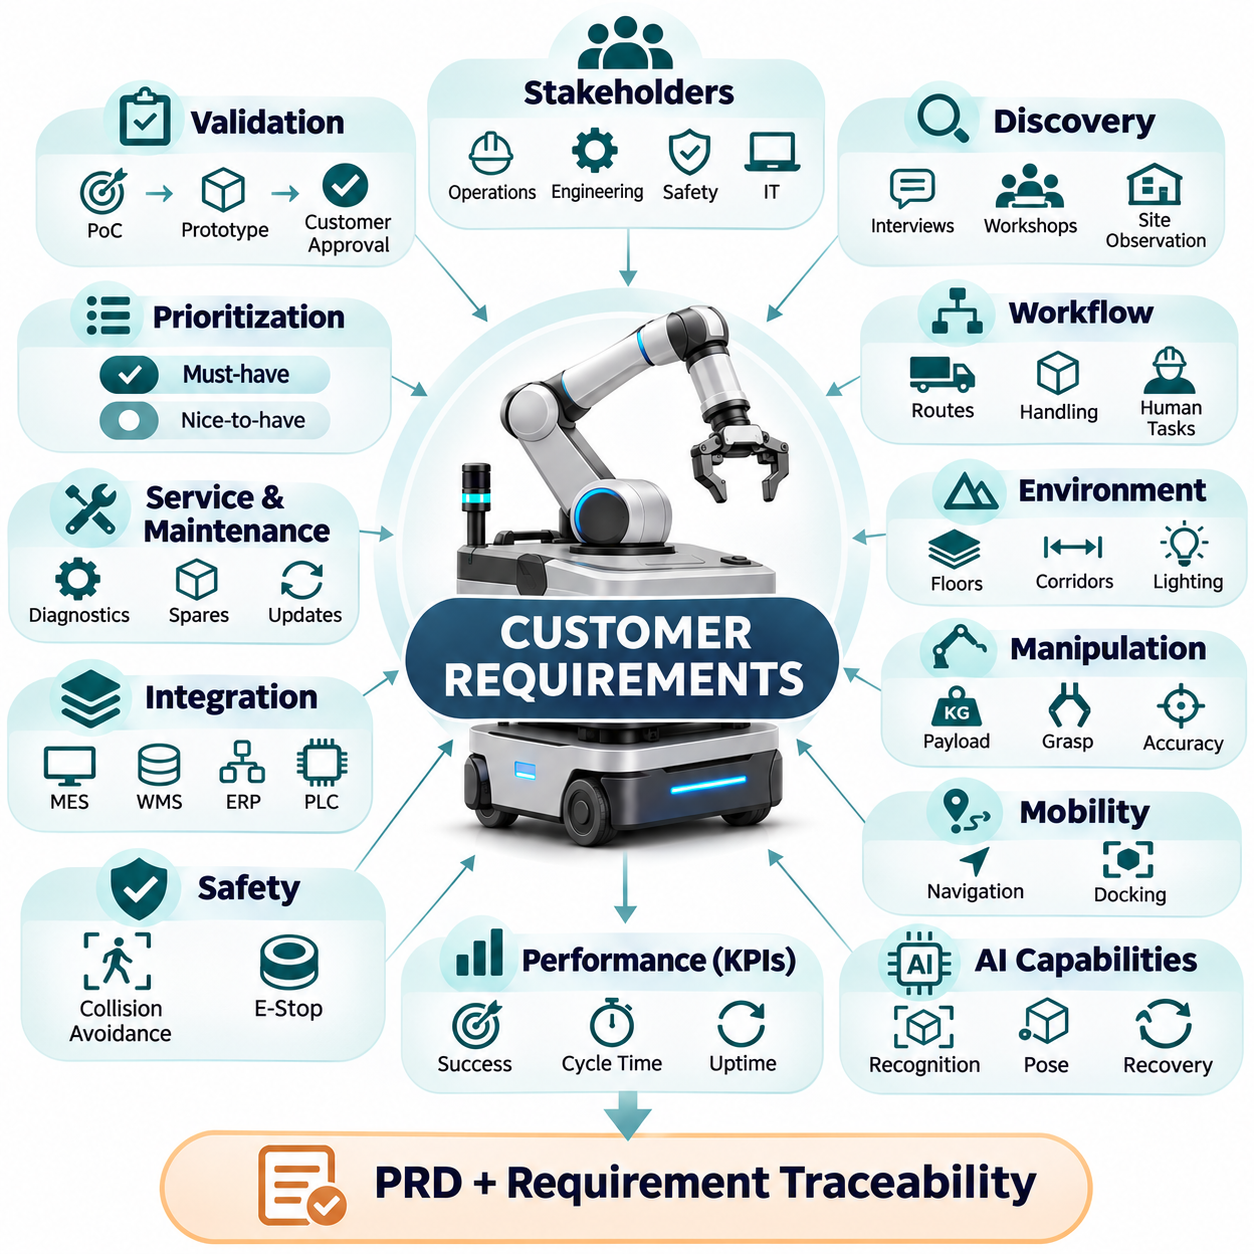 Stakeholders
Operations
Engineering
Safety
IT
Validation
PoC
Prototype
Customer
Approval
Discovery
Interviews
Workshops
Site
Observation
Prioritization
Must-have
Nice-to-have
Workflow
Routes
Handling
Human
Tasks
Service &
Maintenance
Diagnostics
Spares
Updates
Environment
Floors
Corridors
Lighting
CUSTOMER
REQUIREMENTS
Integration
MES
WMS
ERP
PLC
Manipulation
KG
Payload
Grasp
Accuracy
Mobility
Navigation
Docking
Safety
Collision
Avoidance
E-Stop
Performance (KPIs)
Success
Cycle Time
Uptime
AI
AI Capabilities
Recognition
Pose
Recovery
PRD + Requirement Traceability